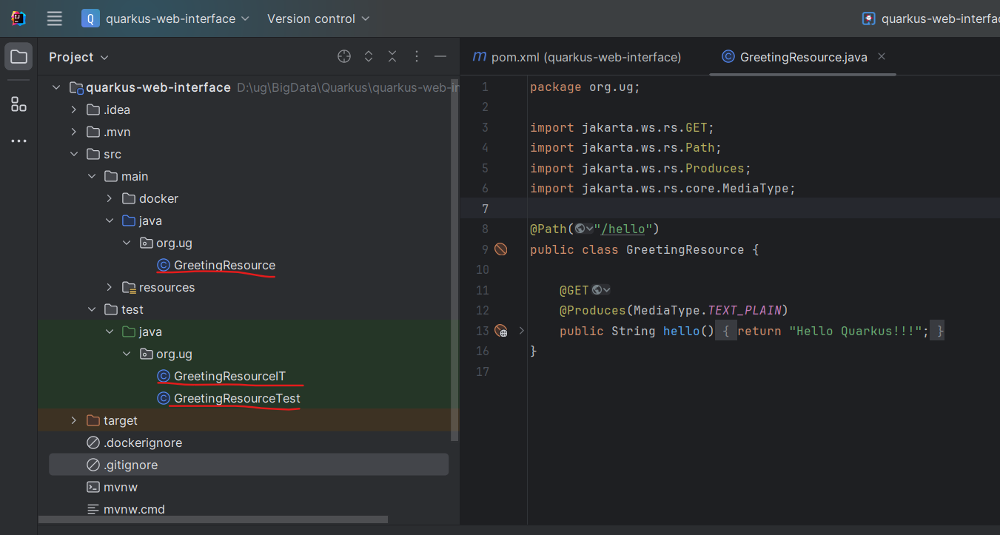 quarkus-web-interface Version control quarkus-web-interfac
Project
pom.xml (quarkus-web-interface) GreetingResource.java
quarkus-web-interface D:\ug\BigData\Quarkus\quarkus-web-in
.idea
.mvn
src
main
docker
java
org.ug
GreetingResource
resources
test
java
org.ug
GreetingResourceIT
GreetingResourceTest
target
.dockerignore
.gitignore
mvnw
mvnw.cmd
1 package org.ug;
2
3 import jakarta.ws.rs.GET;
4 import jakarta.ws.rs.Path;
5 import jakarta.ws.rs.Produces;
6 import jakarta.ws.rs.core.MediaType;
7
8 @Path("/hello")
9 public class GreetingResource {
10
11 @GET
12 @Produces(MediaType.TEXT_PLAIN)
13 public String hello() { return "Hello Quarkus!!!"; }
16 }
17